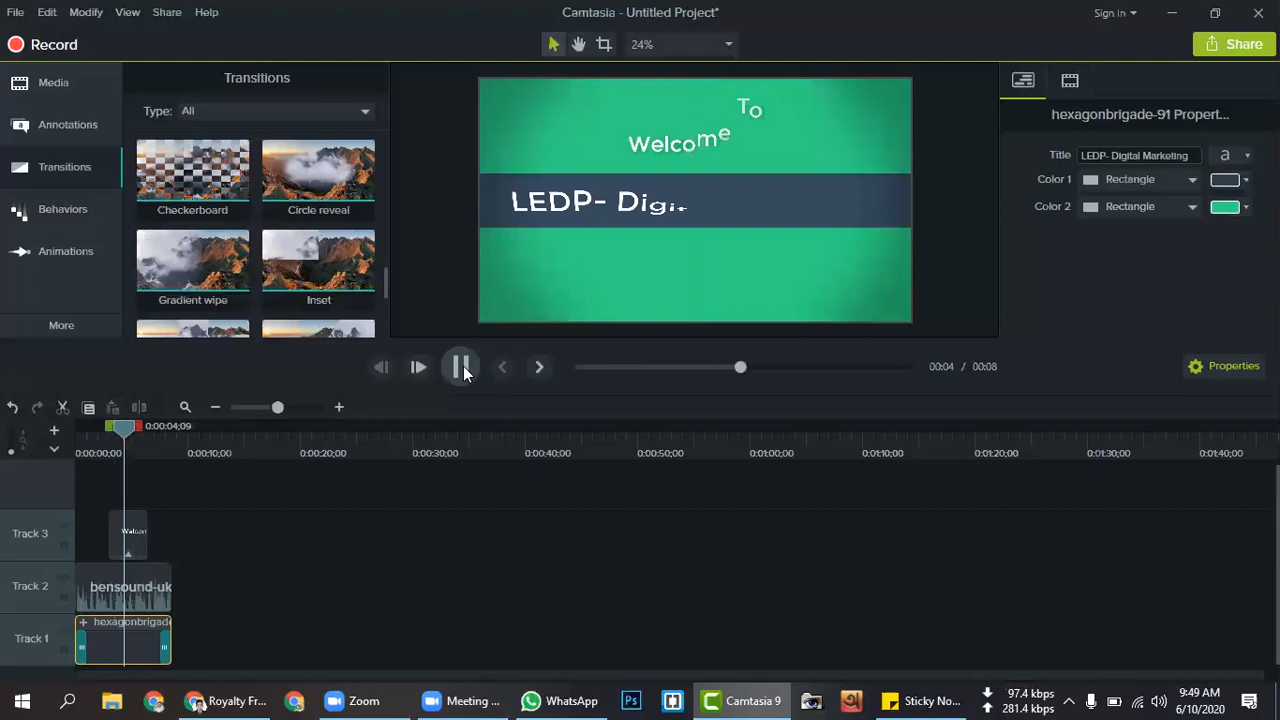 File Edit Modify View Share Help
Camtasia - Untitled Project*
Sign In
Record
24%
Share
Media
Annotations
Transitions
Behaviors
Animations
More
Transitions
Type: All
Checkerboard
Circle reveal
Gradient wipe
Inset
To
Welcome
LEDP- Digi
hexagonbrigade-91 Propert...
Title LEDP- Digital Marketing a
Color 1 Rectangle
Color 2 Rectangle
00:04 / 00:08
Properties
0:00:04;09
0:00:00;00 0:00:10;00 0:00:20;00 0:00:30;00 0:00:40;00 0:00:50;00 0:01:00;00 0:01:10;00 0:01:20;00 0:01:30;00 0:01:40;00
Track 3
Welcom
Track 2
bensound-uk
Track 1
+ hexagonbrigade
Royalty Fr...
Zoom
Meeting ...
WhatsApp
Ps
Camtasia 9
Sticky No...
97.4 kbps
281.4 kbps
9:49 AM
6/10/2020